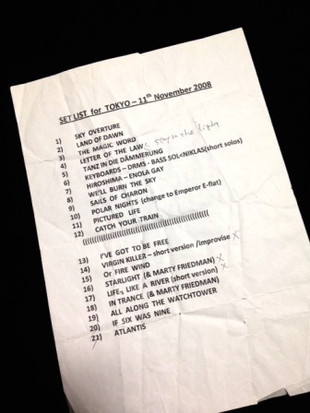 SET LIST for TOKYO – 11th November 2008
1) SKY OVERTURE
2) LAND OF DAWN
3) THE MAGIC WORD
4) LETTER OF THE LAW
5) TANZ IN DIE DÄMMERUNG
6) KEYBOARDS – DRMS - BASS SOLO NIKLAS(short solos)
7) HIROSHIMA – ENOLA GAY
8) WE'LL BURN THE SKY
9) SAILS OF CHARON
10) POLAR NIGHTS (change to Emperor E-flat)
11) PICTURED LIFE
12) CATCH YOUR TRAIN
13) I'VE GOT TO BE FREE
14) VIRGIN KILLER – short version /improvise X
15) Or FIRE WIND
16) STARLIGHT (& MARTY FRIEDMAN) X
17) LIFE,s LIKE A RIVER (short version) X
18) IN TRANCE (& MARTY FRIEDMAN)
19) ALL ALONG THE WATCHTOWER
20) IF SIX WAS NINE
21) ATLANTIS